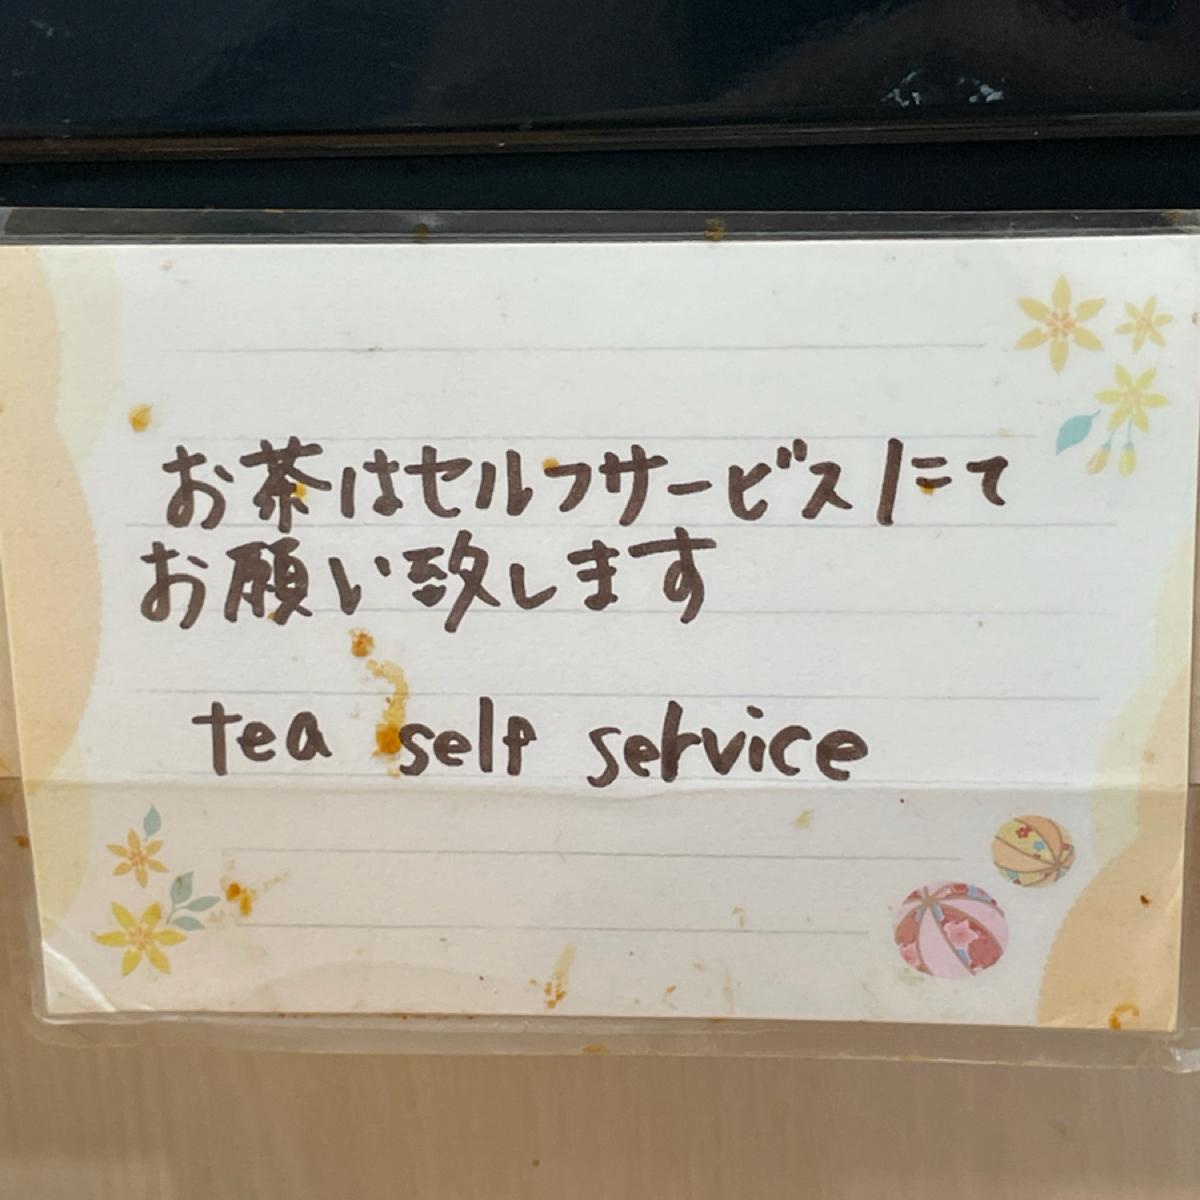 お茶はセルフサービスにて
お願い致します
tea self service